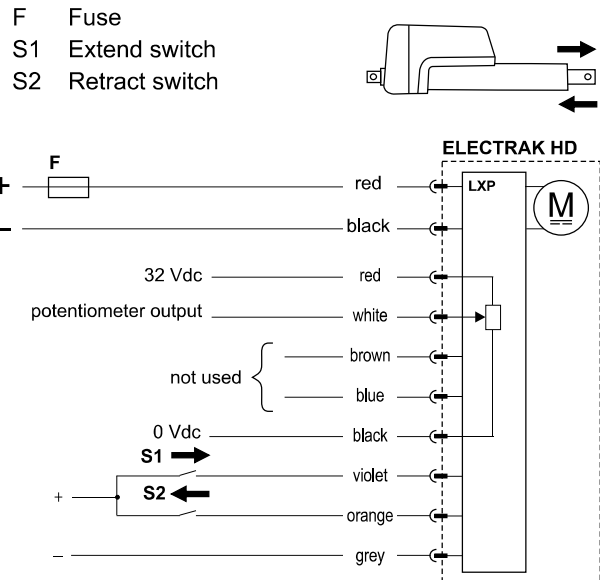 F Fuse
S1 Extend switch
S2 Retract switch
ELECTRAK HD
F
+
red
LXP
M
–
black
32 Vdc
red
potentiometer output
white
brown
not used
blue
0 Vdc
black
S1
violet
+
S2
orange
–
grey